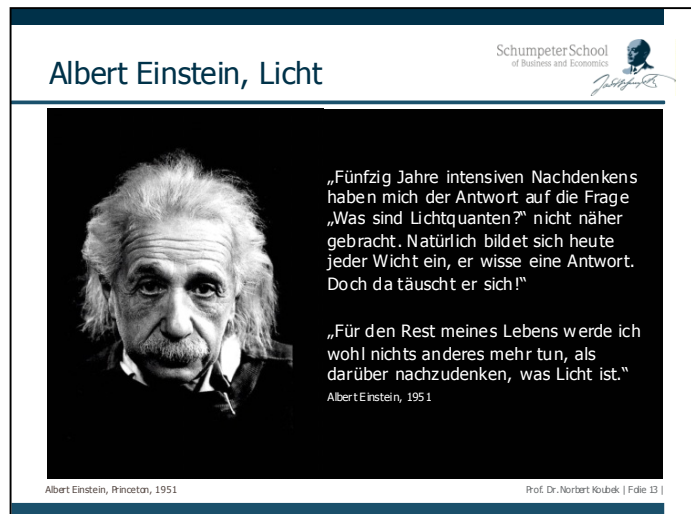 Albert Einstein, Licht
Schumpeter School
of Business and Economics
„Fünfzig Jahre intensiven Nachdenkens
haben mich der Antwort auf die Frage
„Was sind Lichtquanten?“ nicht näher
gebracht. Natürlich bildet sich heute
jeder Wicht ein, er wisse eine Antwort.
Doch da täuscht er sich!“
„Für den Rest meines Lebens werde ich
wohl nichts anderes mehr tun, als
darüber nachzudenken, was Licht ist.“
Albert Einstein, 1951
Albert Einstein, Princeton, 1951
Prof. Dr. Norbert Koubek | Folie 13 |